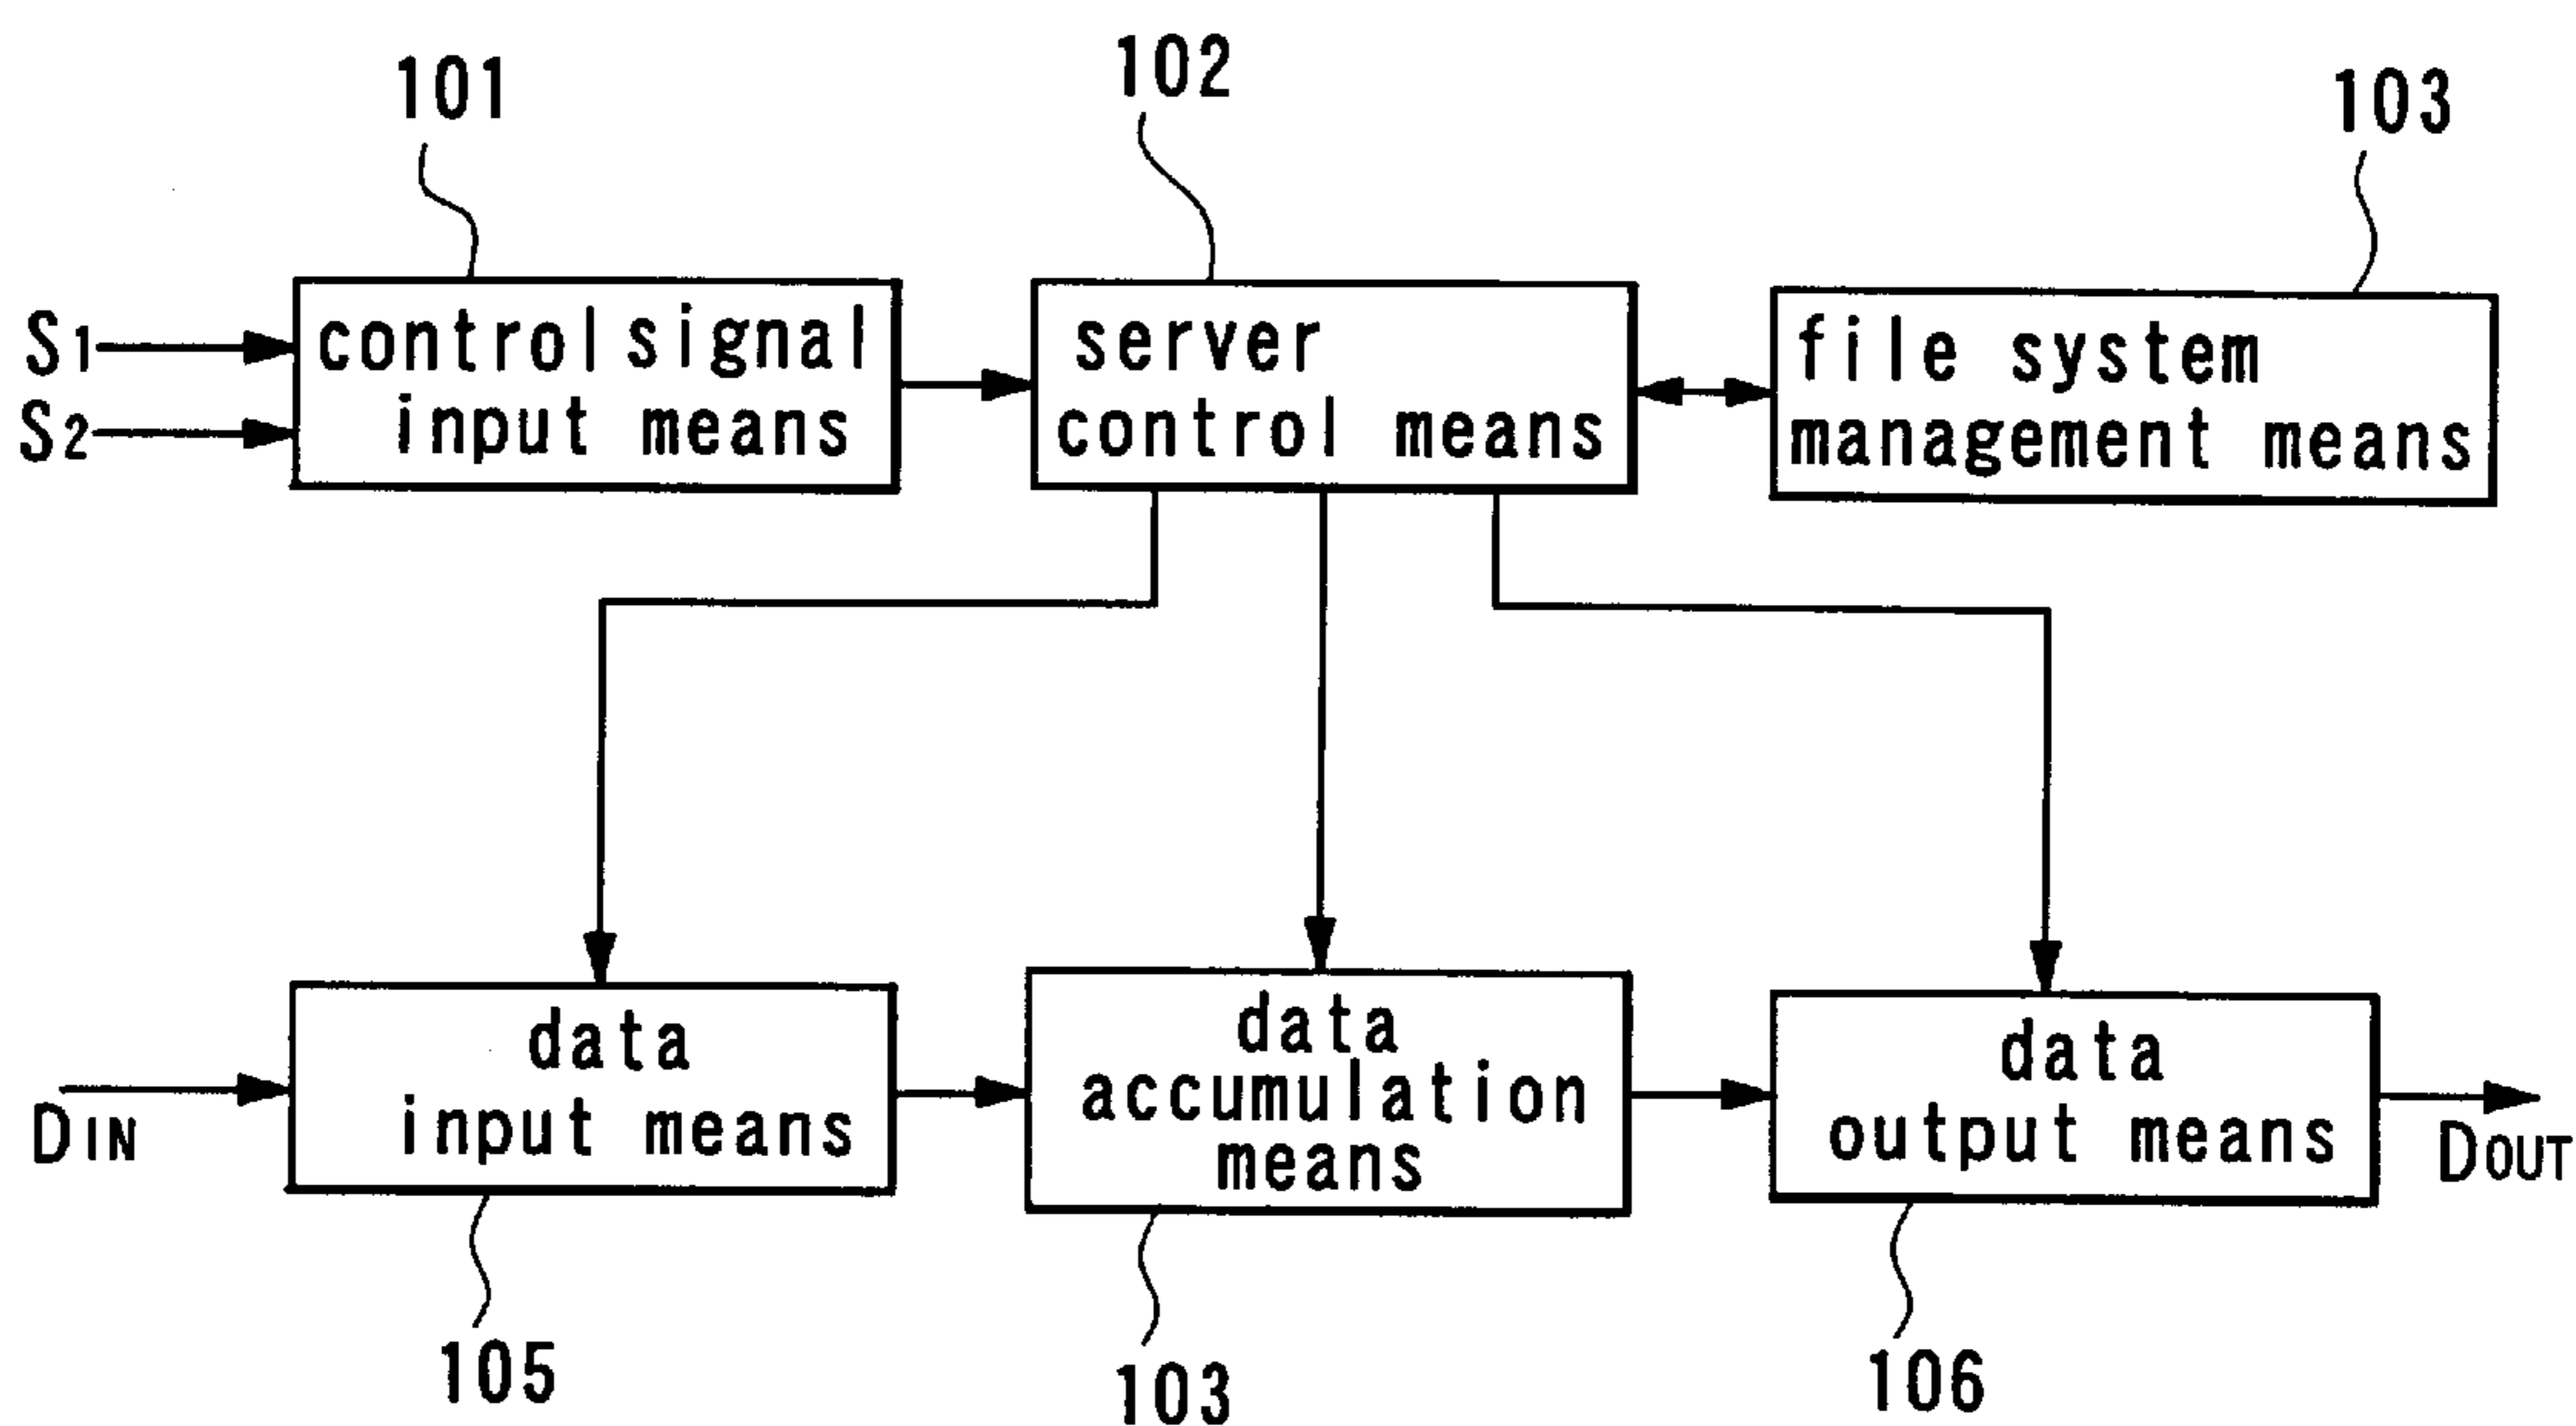 101
102
103
S1
S2
control signal
input means
server
control means
file system
management means
DIN
data
input means
data
accumulation
means
data
output means
DOUT
105
103
106